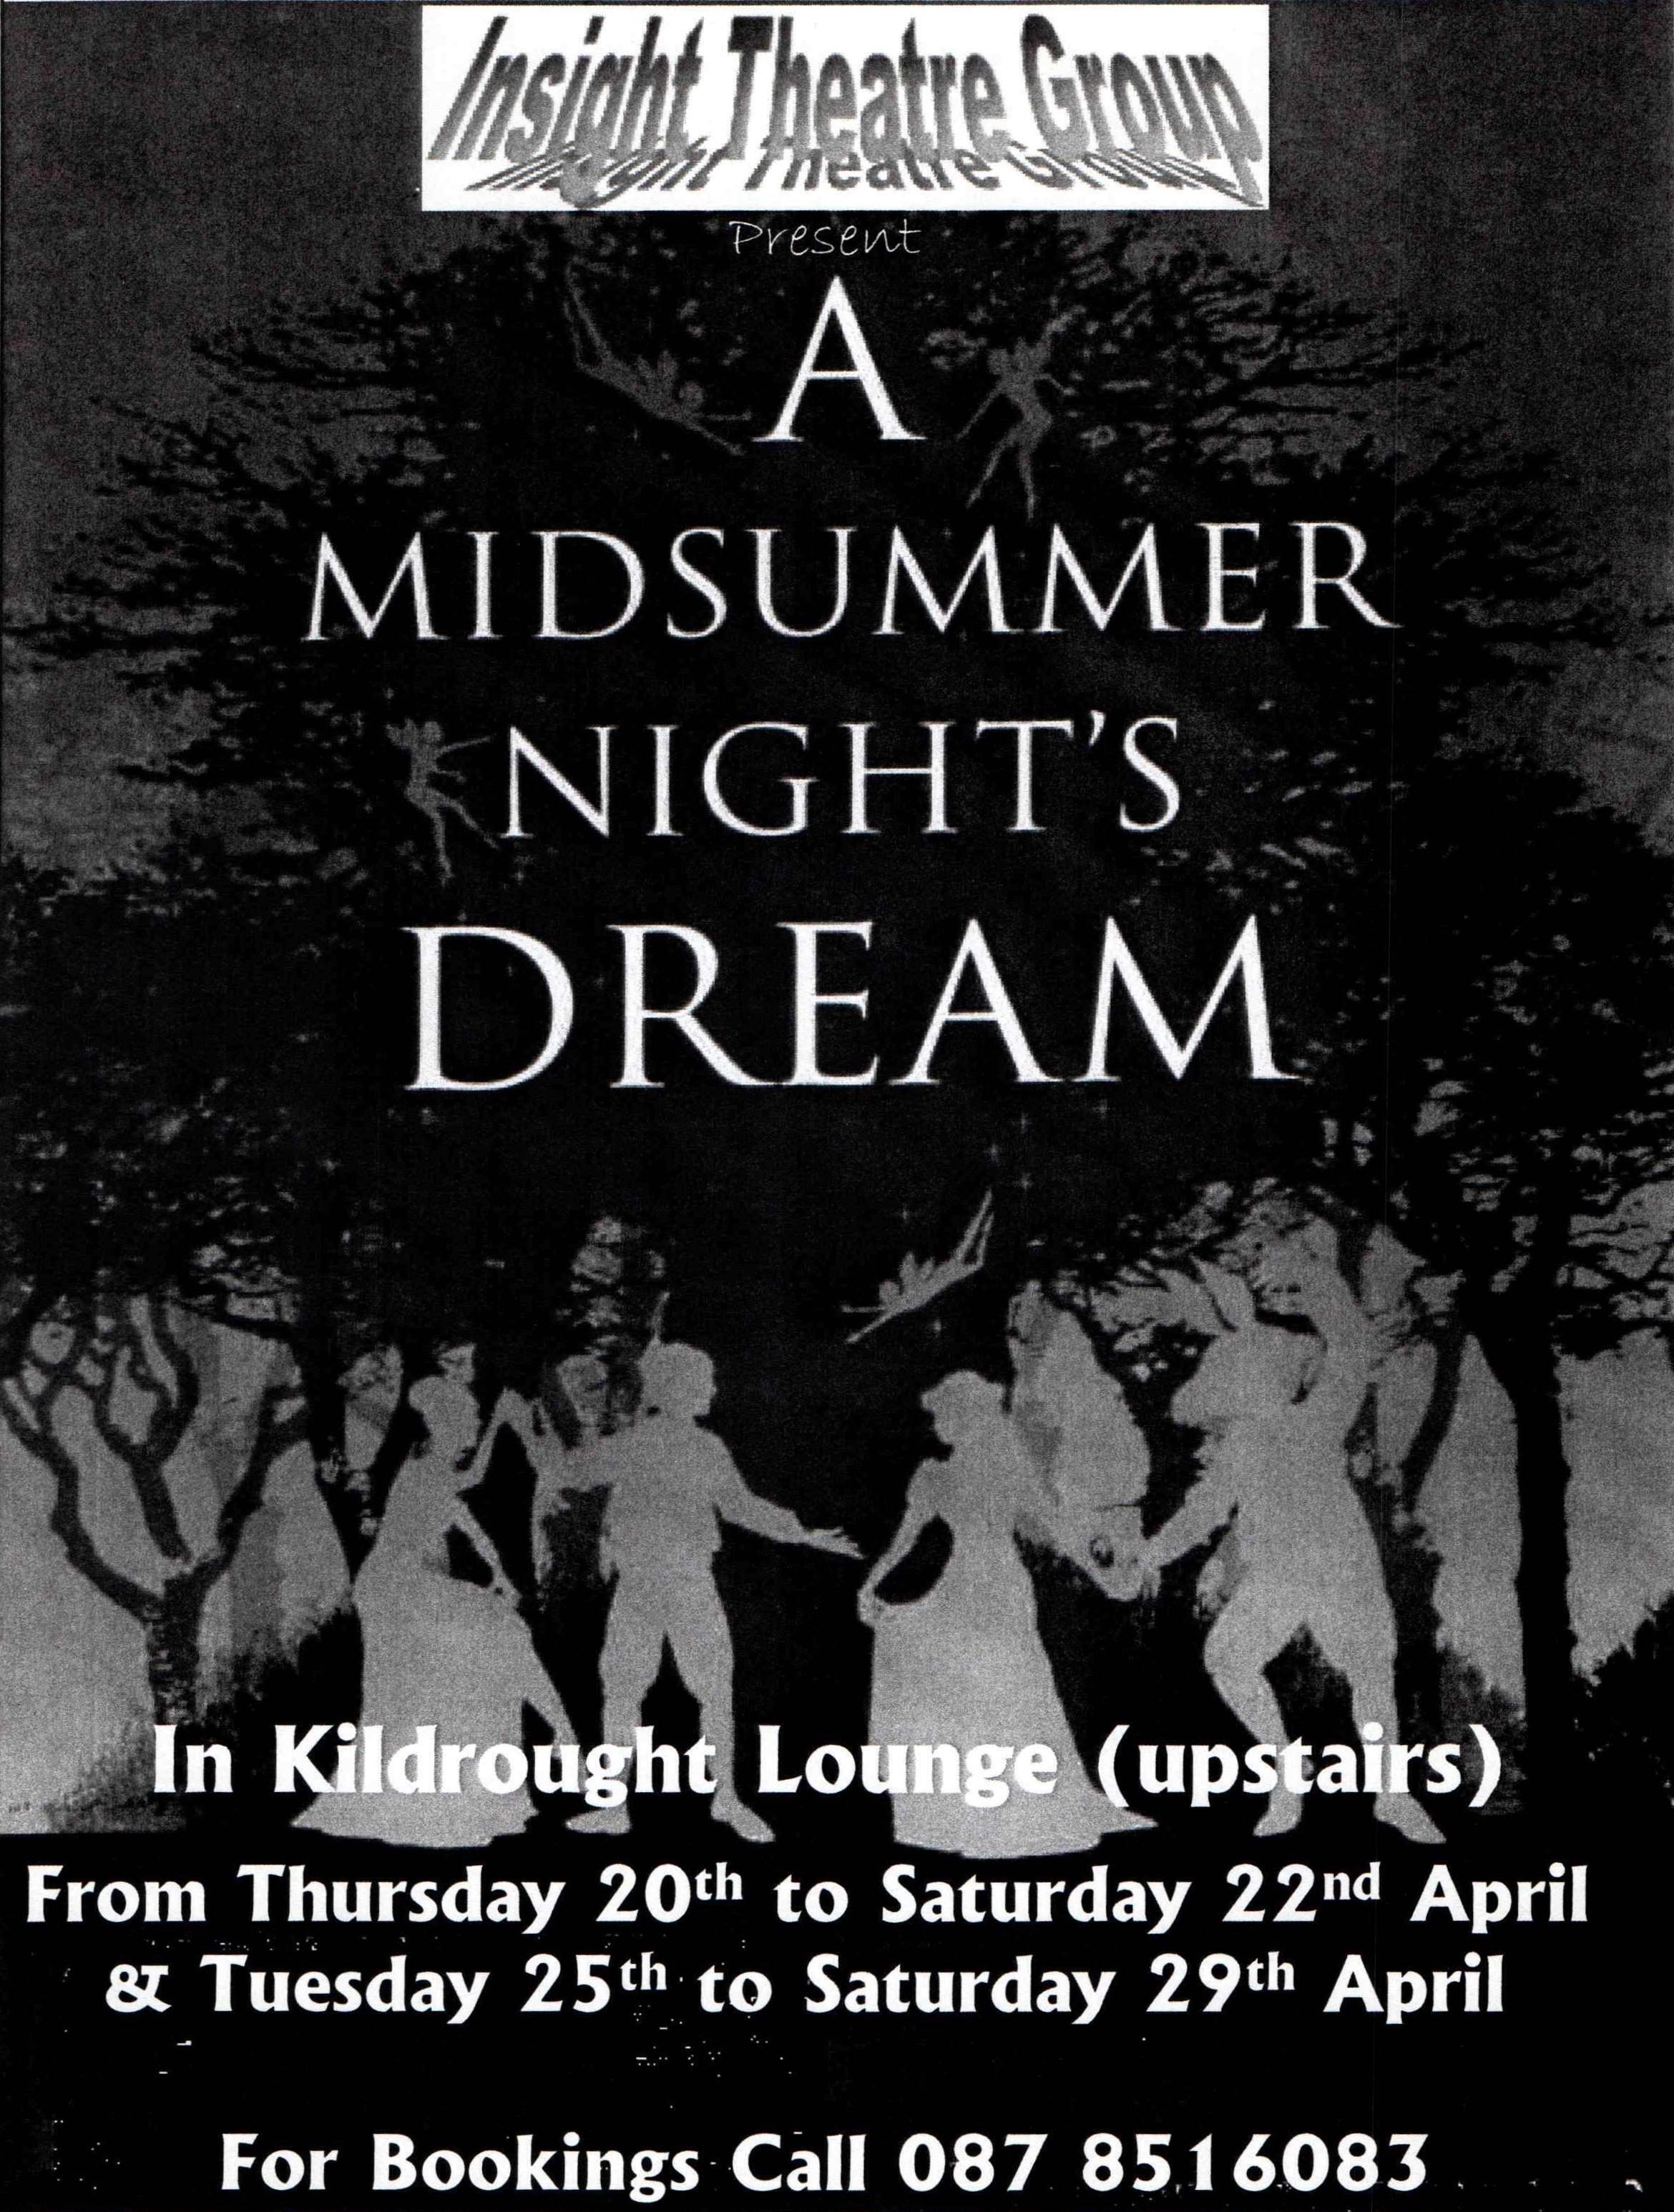 Insight Theatre Group
Present
A
MIDSUMMER
NIGHT'S
DREAM
In Kildrought Lounge (upstairs)
From Thursday 20th to Saturday 22nd April
& Tuesday 25th to Saturday 29th April
For Bookings Call 087 8516083